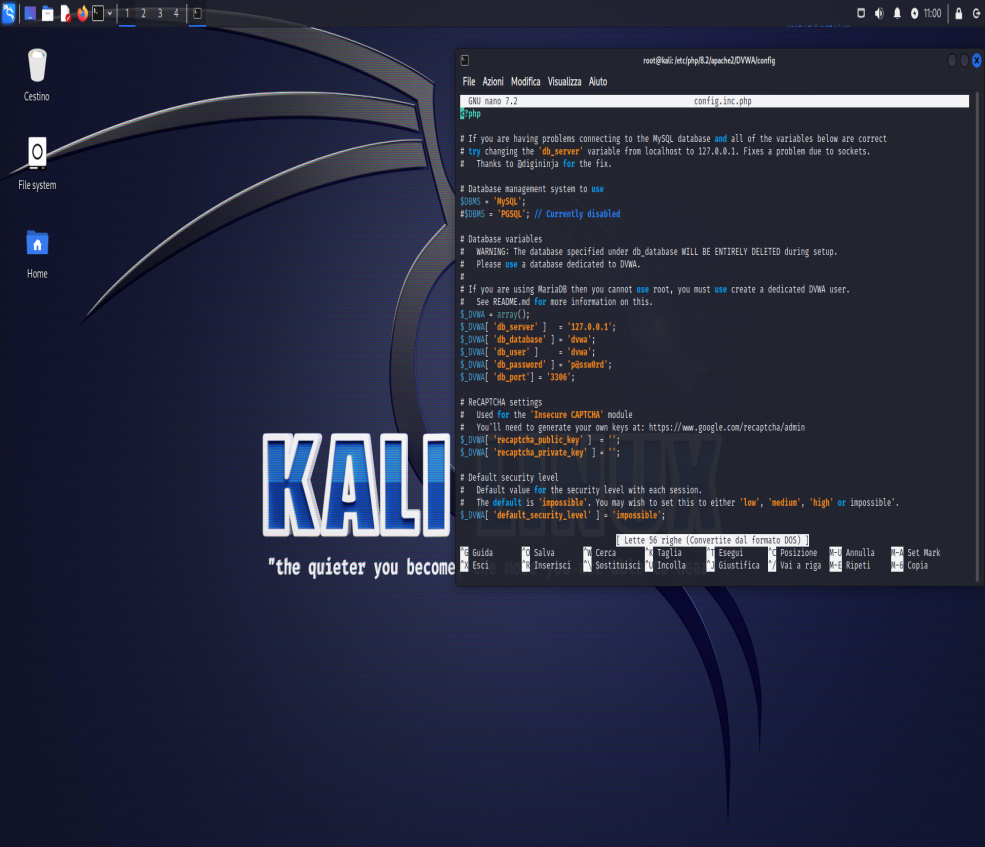 1 2 3 4
11:00
Cestino
File system
Home
KALI LINUX
"the quieter you become
root@kali: /etc/php/8.2/apache2/DVWA/config
File Azioni Modifica Visualizza Aiuto
GNU nano 7.2 config.inc.php
<?php
# If you are having problems connecting to the MySQL database and all of the variables below are correct
# try changing the 'db_server' variable from localhost to 127.0.0.1. Fixes a problem due to sockets.
#   Thanks to @digininja for the fix.
# Database management system to use
$DBMS = 'MySQL';
#$DBMS = 'PGSQL'; // Currently disabled
# Database variables
#   WARNING: The database specified under db_database WILL BE ENTIRELY DELETED during setup.
#   Please use a database dedicated to DVWA.
#
# If you are using MariaDB then you cannot use root, you must use create a dedicated DVWA user.
#   See README.md for more information on this.
$_DVWA = array();
$_DVWA[ 'db_server' ]   = '127.0.0.1';
$_DVWA[ 'db_database' ] = 'dvwa';
$_DVWA[ 'db_user' ]     = 'dvwa';
$_DVWA[ 'db_password' ] = 'p@ssw0rd';
$_DVWA[ 'db_port'] = '3306';
# ReCAPTCHA settings
#   Used for the 'Insecure CAPTCHA' module
#   You'll need to generate your own keys at: https://www.google.com/recaptcha/admin
$_DVWA[ 'recaptcha_public_key' ]  = '';
$_DVWA[ 'recaptcha_private_key' ] = '';
# Default security level
#   Default value for the security level with each session.
#   The default is 'impossible'. You may wish to set this to either 'low', 'medium', 'high' or impossible'.
$_DVWA[ 'default_security_level' ] = 'impossible';
[ Lette 56 righe (Convertite dal formato DOS) ]
^G Guida ^O Salva ^W Cerca ^K Taglia ^T Esegui ^C Posizione M-U Annulla M-A Set Mark
^X Esci ^R Inserisci ^\ Sostituisci ^U Incolla ^J Giustifica ^/ Vai a riga M-E Ripeti M-6 Copia